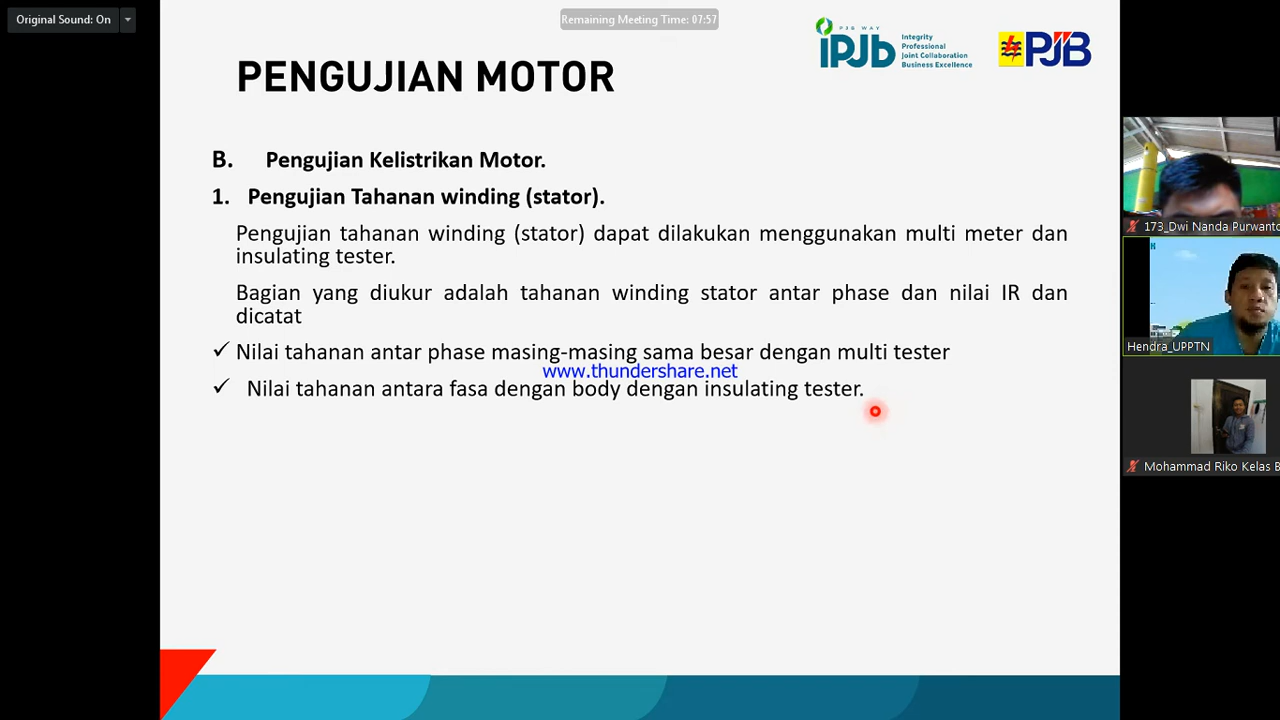 Original Sound: On
Remaining Meeting Time: 07:57
PJB WAY
iPJb
Integrity
Professional
Joint Collaboration
Business Excellence
PJB
PENGUJIAN MOTOR
B. Pengujian Kelistrikan Motor.
1. Pengujian Tahanan winding (stator).
Pengujian tahanan winding (stator) dapat dilakukan menggunakan multi meter dan
insulating tester.
Bagian yang diukur adalah tahanan winding stator antar phase dan nilai IR dan
dicatat
✓ Nilai tahanan antar phase masing-masing sama besar dengan multi tester
www.thundershare.net
✓ Nilai tahanan antara fasa dengan body dengan insulating tester.
173_Dwi Nanda Purwanto
Hendra_UPPTN
Mohammad Riko Kelas B